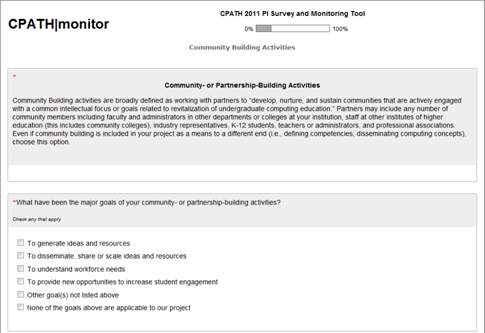 CPATH 2011 PI Survey and Monitoring Tool
CPATH|monitor
0% 100%
Community Building Activities
*
Community- or Partnership-Building Activities
Community Building activities are broadly defined as working with partners to "develop, nurture, and sustain communities that are actively engaged
with a common intellectual focus or goals related to revitalization of undergraduate computing education." Partners may include any number of
community members including faculty and administrators in other departments or colleges at your institution, staff at other institutes of higher
education (this includes community colleges), industry representatives, K-12 students, teachers or administrators, and professional associations.
Even if community building is included in your project as a means to a different end (i.e., defining competencies, disseminating computing concepts),
choose this option.
*What have been the major goals of your community- or partnership-building activities?
Check any that apply
To generate ideas and resources
To disseminate, share or scale ideas and resources
To understand workforce needs
To provide new opportunities to increase student engagement
Other goal(s) not listed above
None of the goals above are applicable to our project